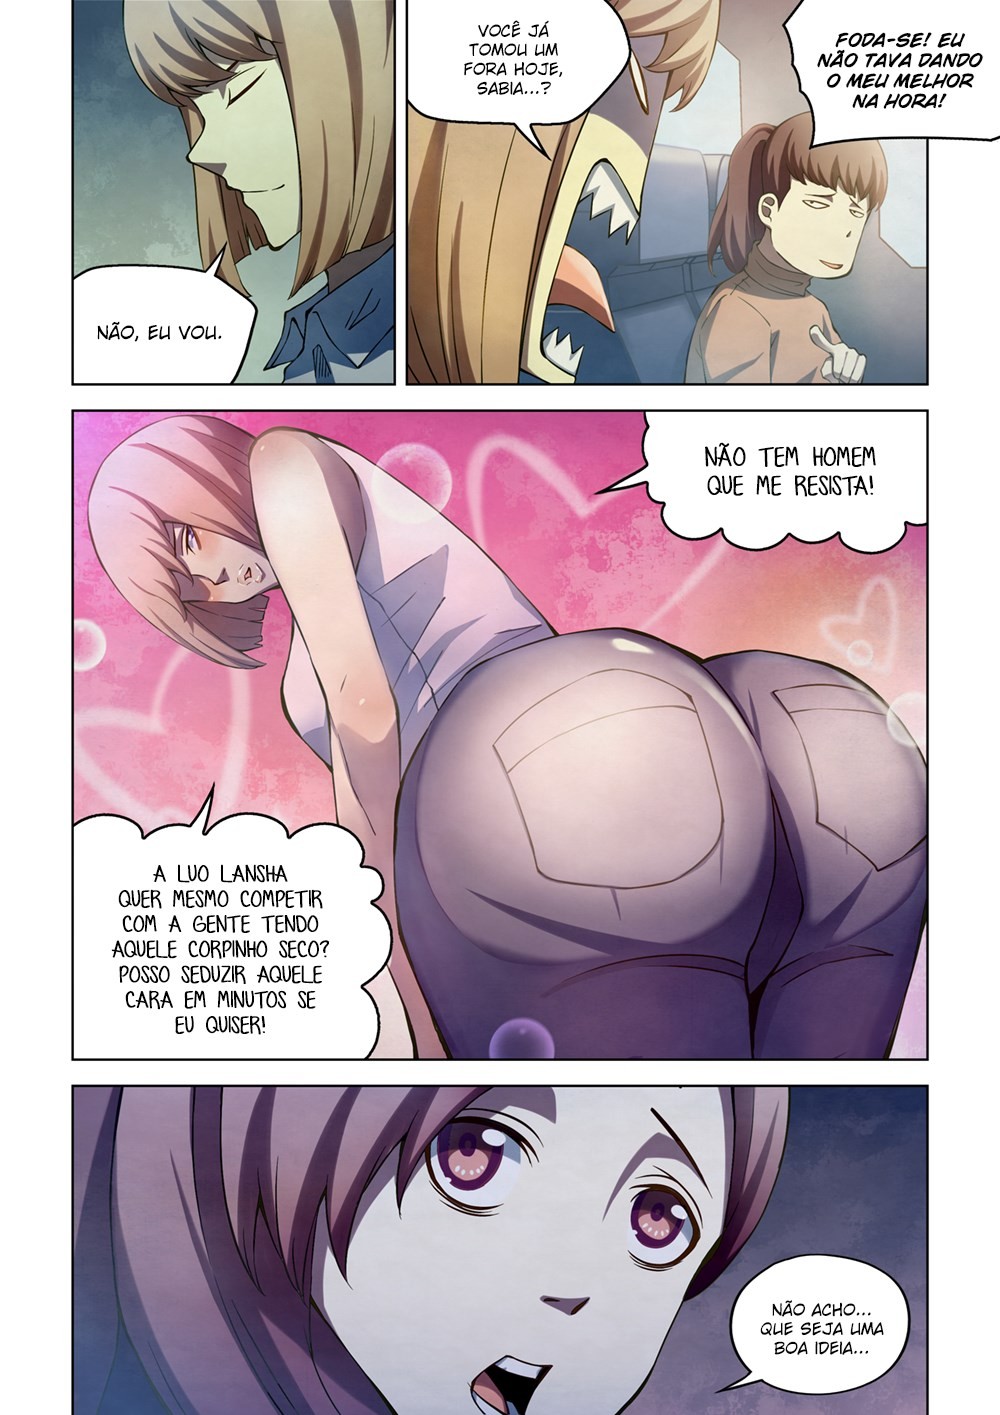 NÃO, EU VOU.
VOCÊ JÁ
TOMOU UM
FORA HOJE,
SABIA...?
FODA-SE! EU
NÃO TAVA DANDO
O MEU MELHOR
NA HORA!
NÃO TEM HOMEM
QUE ME RESISTA!
A LUO LANSHA
QUER MESMO COMPETIR
COM A GENTE TENDO
AQUELE CORPINHO SECO?
POSSO SEDUZIR AQUELE
CARA EM MINUTOS SE
EU QUISER!
NÃO ACHO...
QUE SEJA UMA
BOA IDEIA...